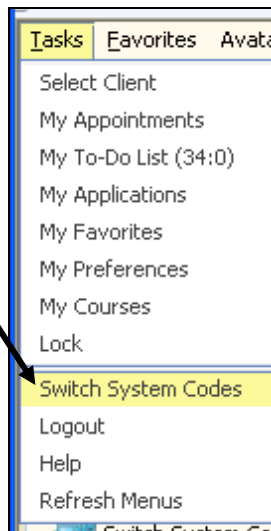 Tasks Favorites Avata
Select Client
My Appointments
My To-Do List (34:0)
My Applications
My Favorites
My Preferences
My Courses
Lock
Switch System Codes
Logout
Help
Refresh Menus